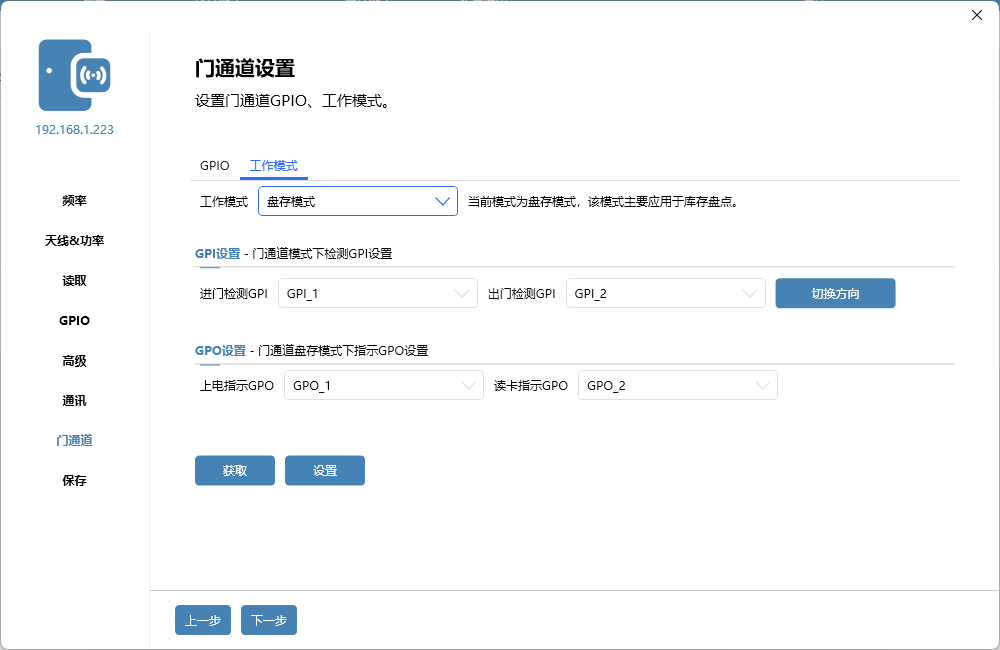 192.168.1.223
频率
天线&功率
读取
GPIO
高级
通讯
门通道
保存
门通道设置
设置门通道GPIO、工作模式。
GPIO 工作模式
工作模式 盘存模式 当前模式为盘存模式，该模式主要应用于库存盘点。
GPI设置 - 门通道模式下检测GPI设置
进门检测GPI GPI_1 出门检测GPI GPI_2 切换方向
GPO设置 - 门通道盘存模式下指示GPO设置
上电指示GPO GPO_1 读卡指示GPO GPO_2
获取 设置
上一步 下一步